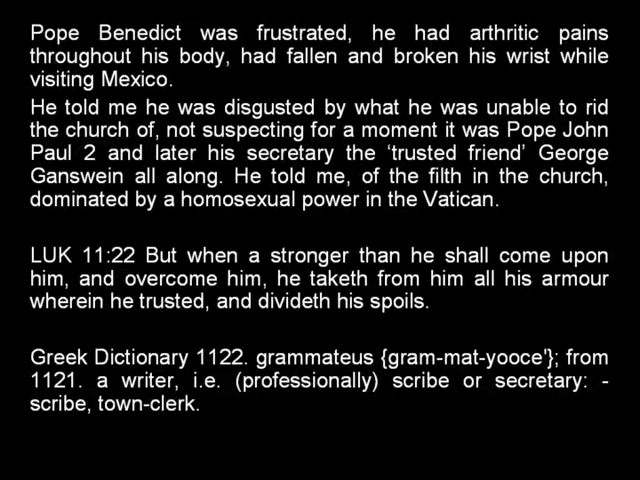 Pope Benedict was frustrated, he had arthritic pains
throughout his body, had fallen and broken his wrist while
visiting Mexico.
He told me he was disgusted by what he was unable to rid
the church of, not suspecting for a moment it was Pope John
Paul 2 and later his secretary the ‘trusted friend’ George
Ganswein all along. He told me, of the filth in the church,
dominated by a homosexual power in the Vatican.
LUK 11:22 But when a stronger than he shall come upon
him, and overcome him, he taketh from him all his armour
wherein he trusted, and divideth his spoils.
Greek Dictionary 1122. grammateus {gram-mat-yooce'}; from
1121. a writer, i.e. (professionally) scribe or secretary: -
scribe, town-clerk.